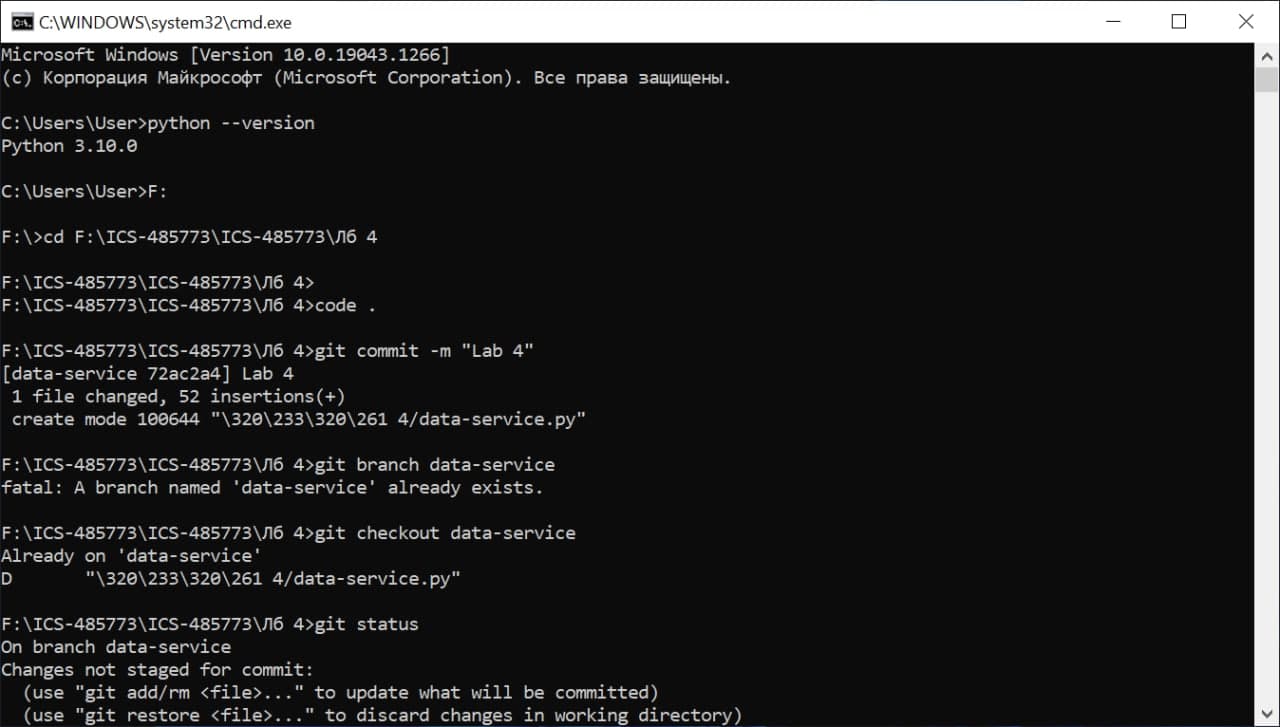 C:\WINDOWS\system32\cmd.exe
Microsoft Windows [Version 10.0.19043.1266]
(c) Корпорация Майкрософт (Microsoft Corporation). Все права защищены.
C:\Users\User>python --version
Python 3.10.0
C:\Users\User>F:
F:\>cd F:\ICS-485773\ICS-485773\Лб 4
F:\ICS-485773\ICS-485773\Лб 4>
F:\ICS-485773\ICS-485773\Лб 4>code .
F:\ICS-485773\ICS-485773\Лб 4>git commit -m "Lab 4"
[data-service 72ac2a4] Lab 4
 1 file changed, 52 insertions(+)
 create mode 100644 "\320\233\320\261 4/data-service.py"
F:\ICS-485773\ICS-485773\Лб 4>git branch data-service
fatal: A branch named 'data-service' already exists.
F:\ICS-485773\ICS-485773\Лб 4>git checkout data-service
Already on 'data-service'
D       "\320\233\320\261 4/data-service.py"
F:\ICS-485773\ICS-485773\Лб 4>git status
On branch data-service
Changes not staged for commit:
  (use "git add/rm <file>..." to update what will be committed)
  (use "git restore <file>..." to discard changes in working directory)